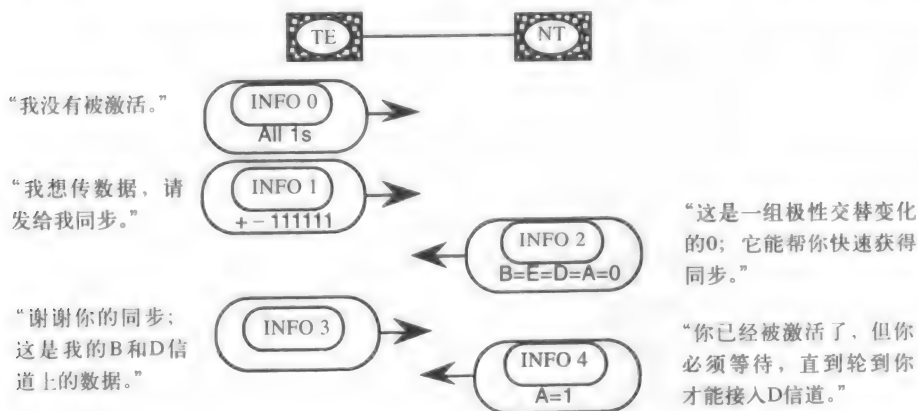 TE
NT
“我没有被激活。”
INFO 0
All 1s
“我想传数据，请
发给我同步。”
INFO 1
+ – 111111
“这是一组极性交替变化
的0；它能帮你快速获得
同步。”
INFO 2
B=E=D=A=0
“谢谢你的同步；
这是我的B和D信
道上的数据。”
INFO 3
“你已经被激活了，但你
必须等待，直到轮到你
才能接入D信道。”
INFO 4
A=1